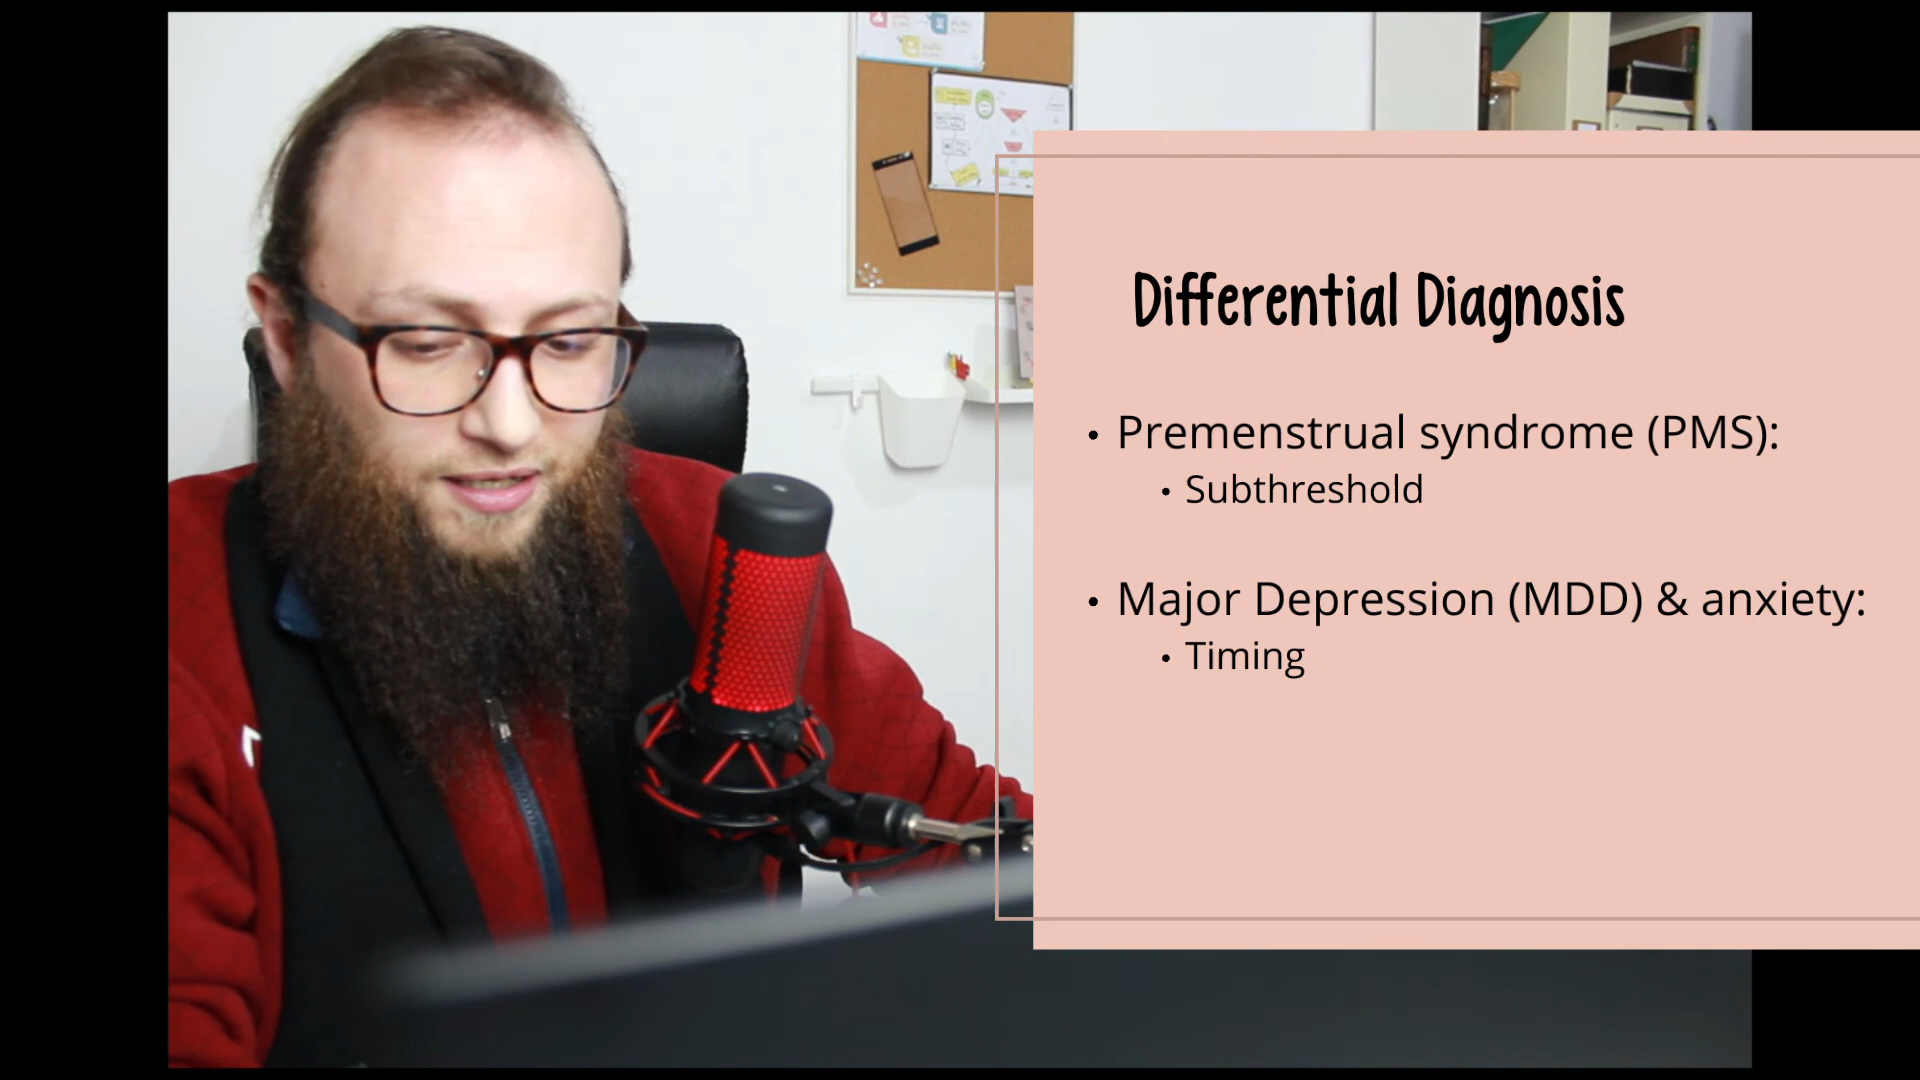 Differential Diagnosis
• Premenstrual syndrome (PMS):
• Subthreshold
• Major Depression (MDD) & anxiety:
• Timing